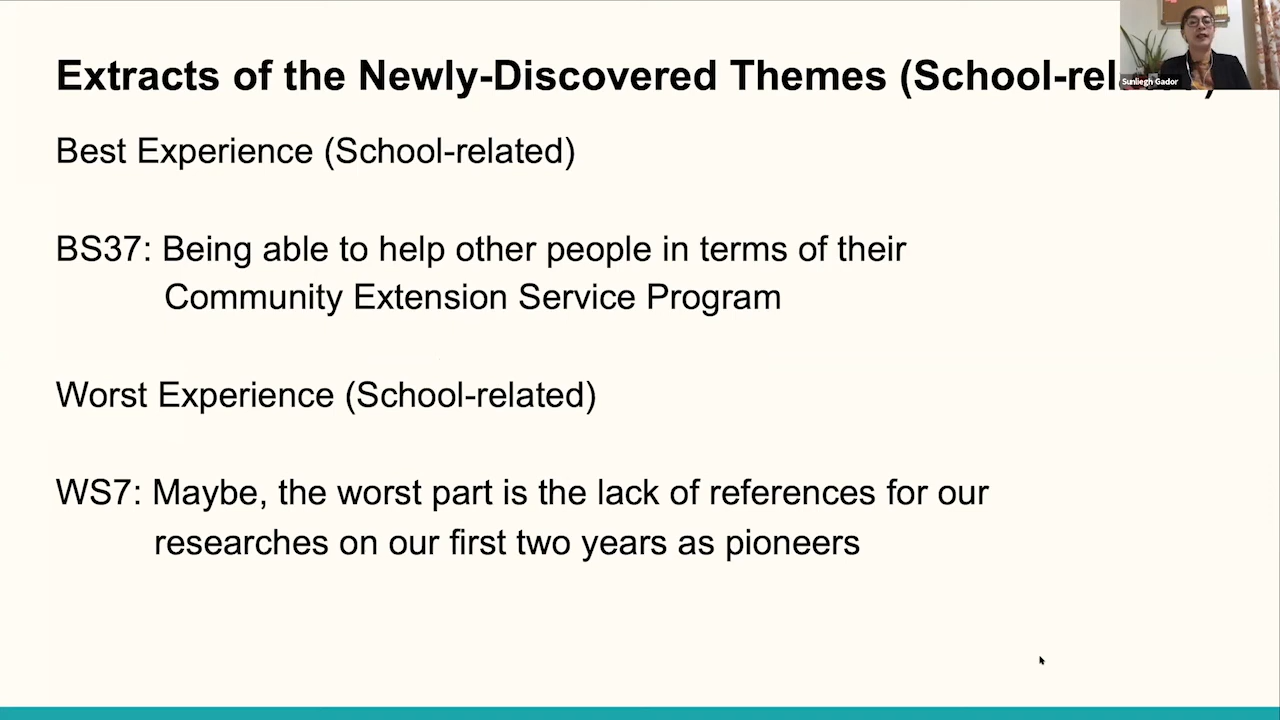 Extracts of the Newly-Discovered Themes (School-rel
Sunliegh Gador
Best Experience (School-related)
BS37: Being able to help other people in terms of their
Community Extension Service Program
Worst Experience (School-related)
WS7: Maybe, the worst part is the lack of references for our
researches on our first two years as pioneers